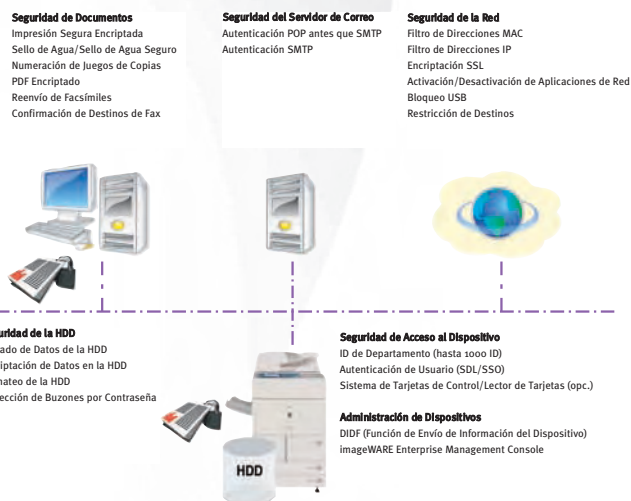 Seguridad de Documentos
Impresión Segura Encriptada
Sello de Agua/Sello de Agua Seguro
Numeración de Juegos de Copias
PDF Encriptado
Reenvío de Facsímiles
Confirmación de Destinos de Fax
Seguridad del Servidor de Correo
Autenticación POP antes que SMTP
Autenticación SMTP
Seguridad de la Red
Filtro de Direcciones MAC
Filtro de Direcciones IP
Encriptación SSL
Activación/Desactivación de Aplicaciones de Red
Bloqueo USB
Restricción de Destinos
uridad de la HDD
ado de Datos de la HDD
iptación de Datos en la HDD
nateo de la HDD
ección de Buzones por Contraseña
HDD
Seguridad de Acceso al Dispositivo
ID de Departamento (hasta 1000 ID)
Autenticación de Usuario (SDL/SSO)
Sistema de Tarjetas de Control/Lector de Tarjetas (opc.)
Administración de Dispositivos
DIDF (Función de Envío de Información del Dispositivo)
imageWARE Enterprise Management Console